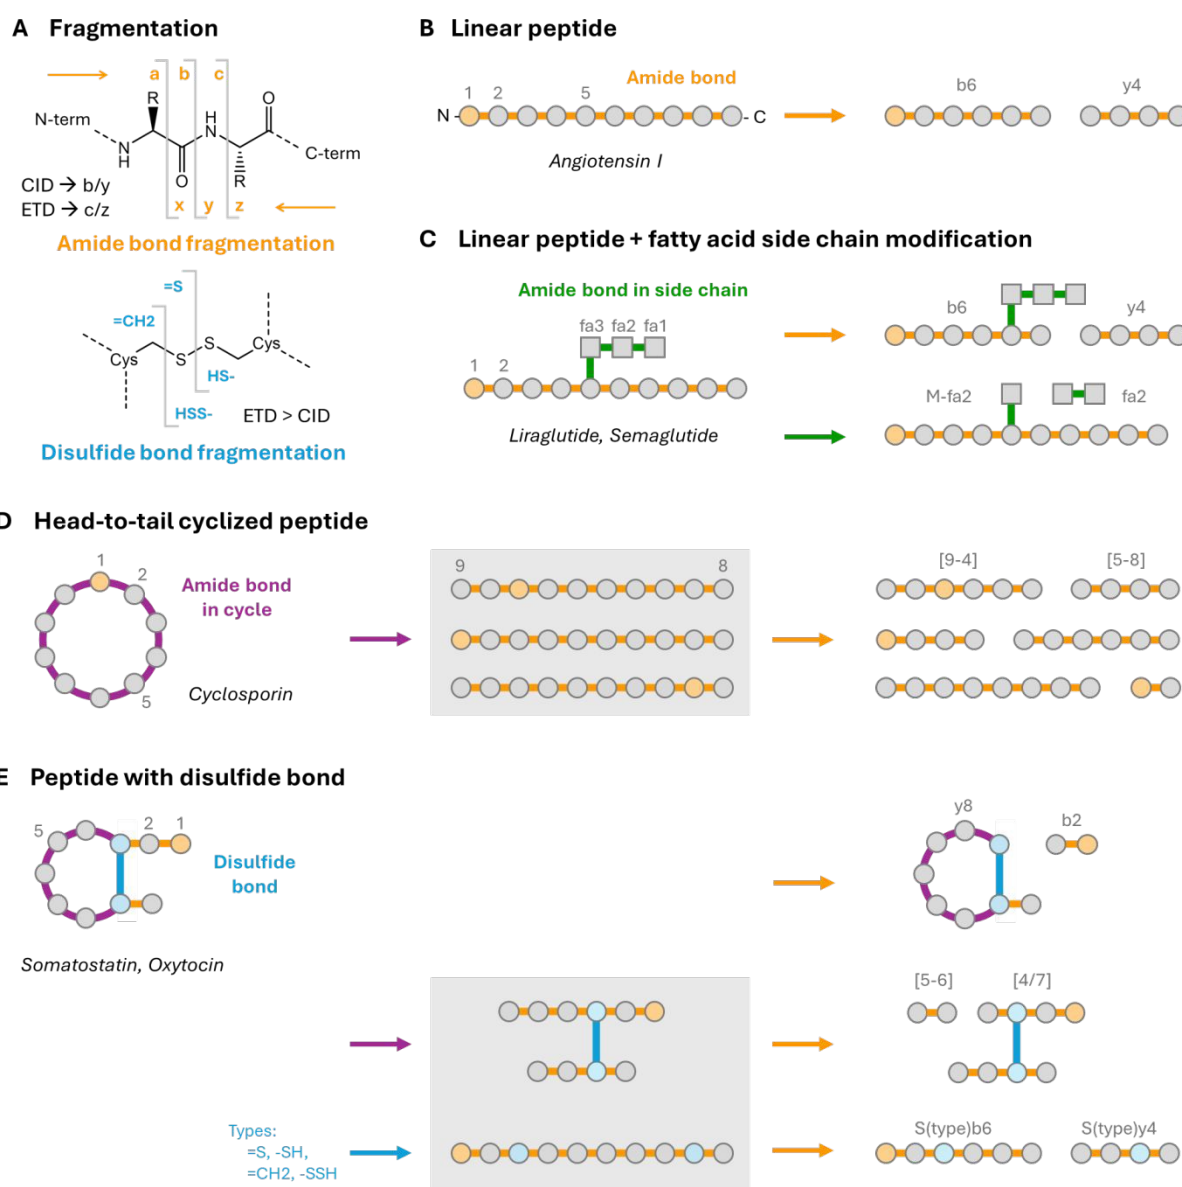 A Fragmentation
a b c
R
O
N-term
H
N
N
H
C-term
O
R
CID → b/y
ETD → c/z
x y z
Amide bond fragmentation
=S
=CH2
Cys
S
S
Cys
HS-
HSS-
ETD > CID
Disulfide bond fragmentation
B Linear peptide
Amide bond
1 2 5
N - - C
Angiotensin I
b6 y4
C Linear peptide + fatty acid side chain modification
Amide bond in side chain
fa3 fa2 fa1
1 2
Liraglutide, Semaglutide
b6 y4
M-fa2 fa2
D Head-to-tail cyclized peptide
1
2
5
Amide bond
in cycle
Cyclosporin
9 8
[9-4] [5-8]
E Peptide with disulfide bond
5 2 1
Disulfide
bond
Somatostatin, Oxytocin
y8 b2
[5-6] [4/7]
Types:
=S, -SH,
=CH2, -SSH
S(type)b6 S(type)y4